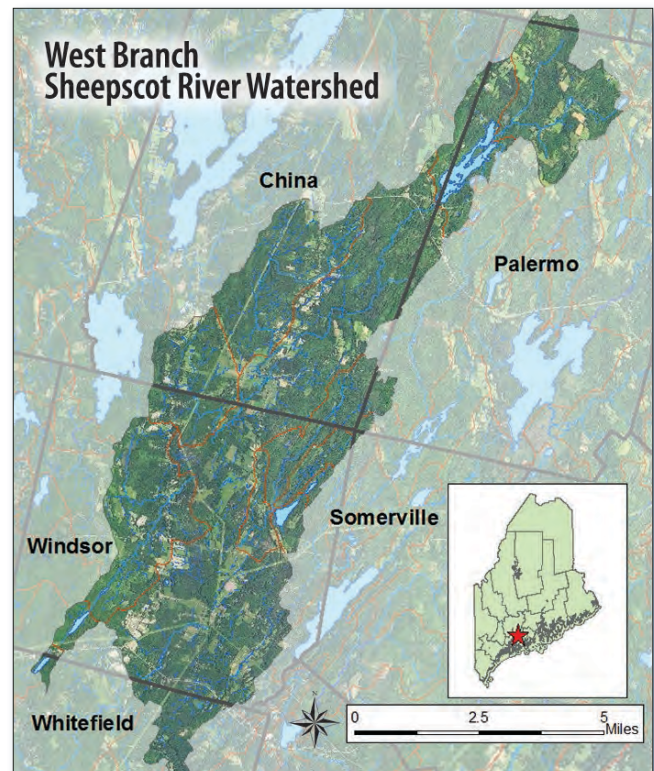 West Branch
Sheepscot River Watershed
China
Palermo
Somerville
Windsor
Whitefield
N
0 2.5 5
Miles